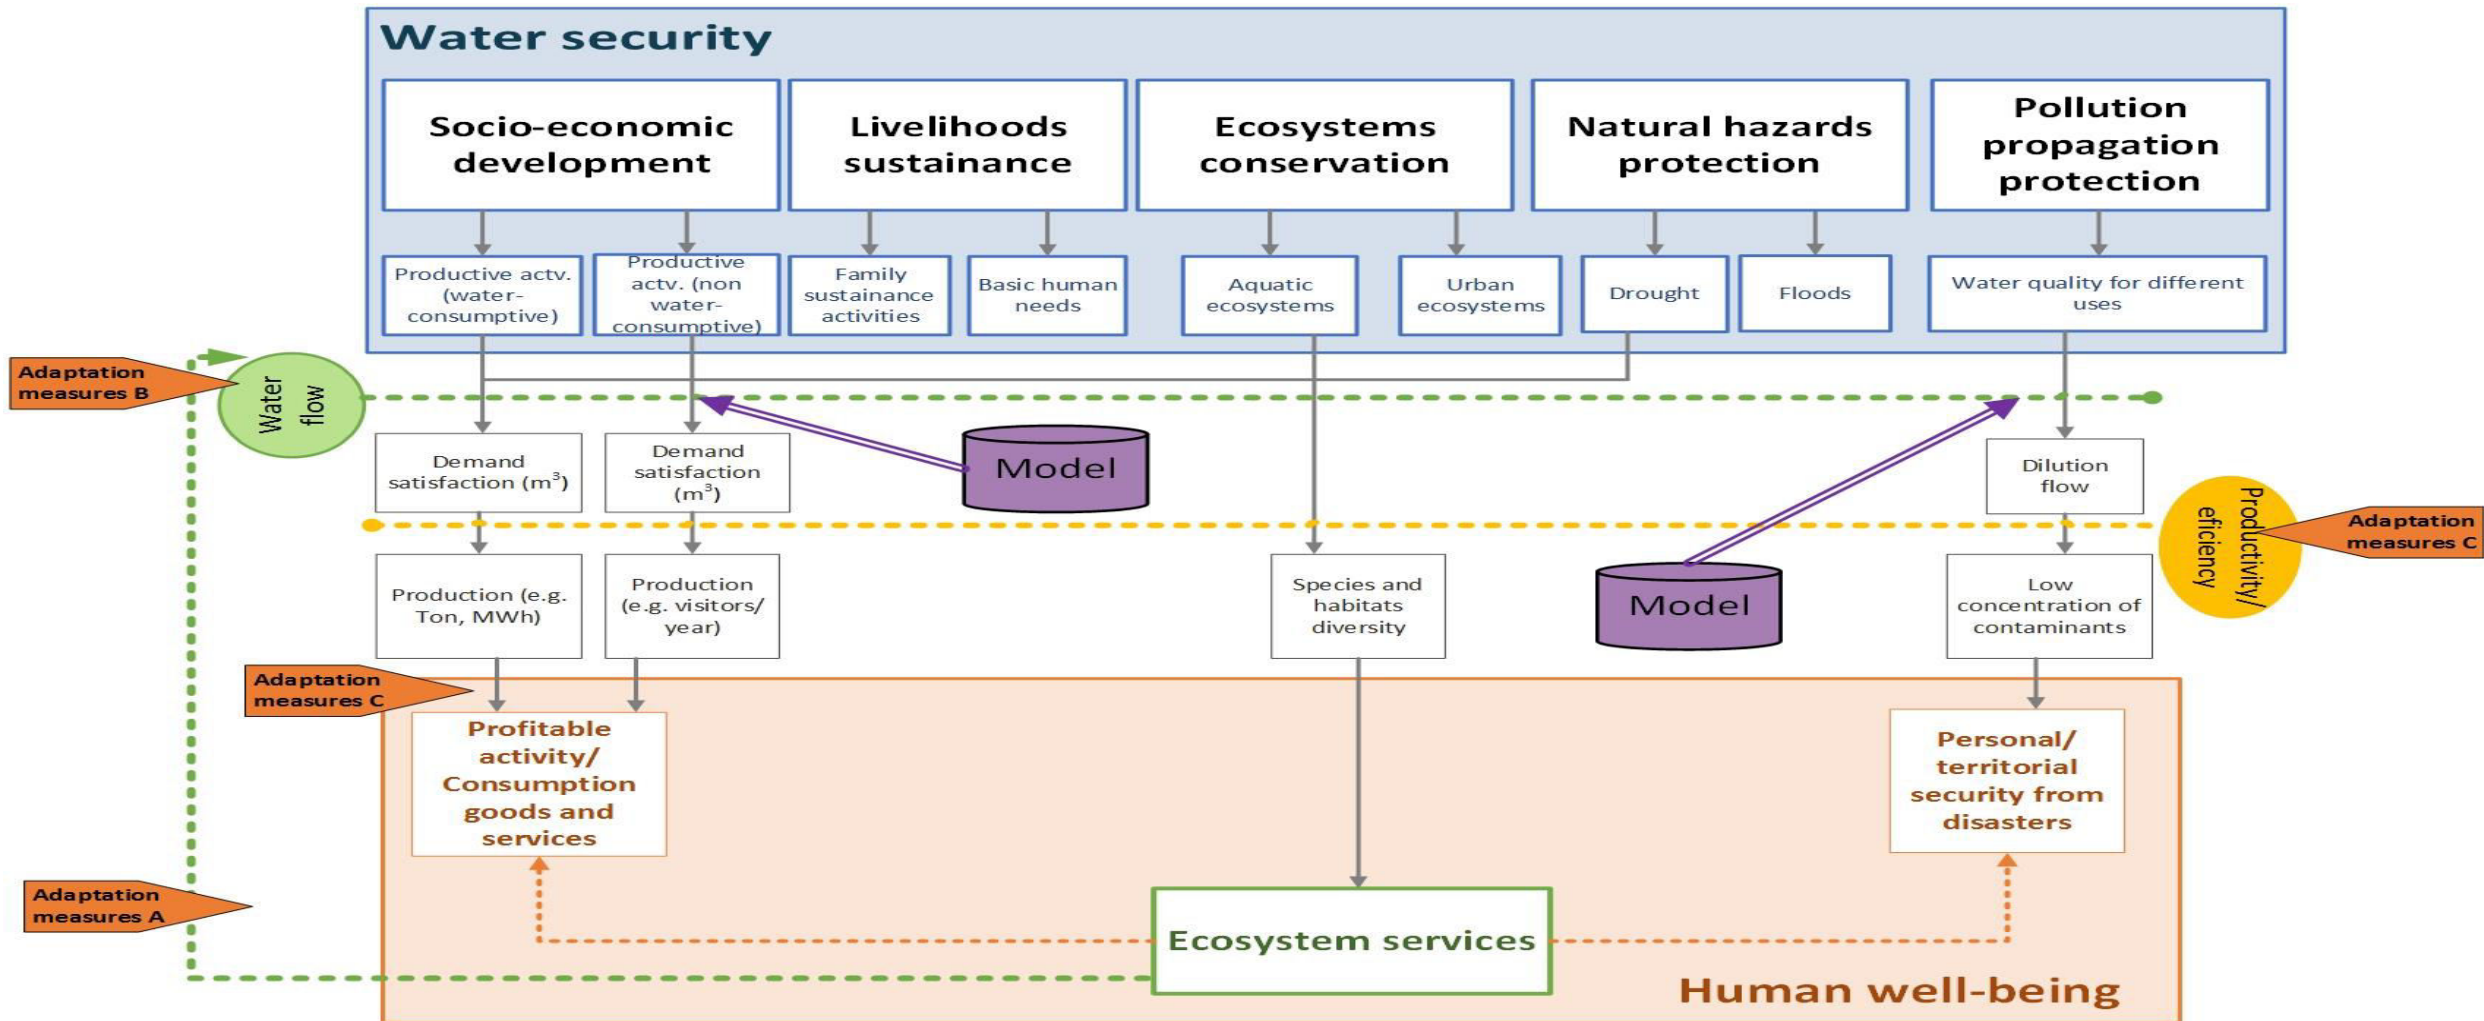 Water security
Socio-economic
development
Livelihoods
sustainance
Ecosystems
conservation
Natural hazards
protection
Pollution
propagation
protection
Productive actv.
(water-
consumptive)
Productive
actv. (non
water-
consumptive)
Family
sustainance
activities
Basic human
needs
Aquatic
ecosystems
Urban
ecosystems
Drought
Floods
Water quality for different
uses
Adaptation
measures B
Water
flow
Demand
satisfaction (m³)
Demand
satisfaction
(m³)
Model
Dilution
flow
Productivity/
eficiency
Adaptation
measures C
Production (e.g.
Ton, MWh)
Production
(e.g. visitors/
year)
Species and
habitats
diversity
Model
Low
concentration of
contaminants
Adaptation
measures C
Profitable
activity/
Consumption
goods and
services
Personal/
territorial
security from
disasters
Adaptation
measures A
Ecosystem services
Human well-being